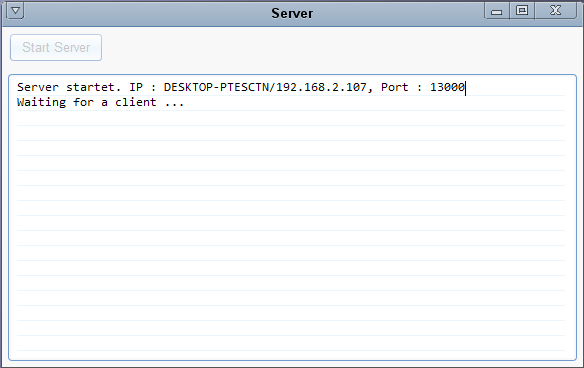 Server
Start Server
Server startet. IP : DESKTOP-PTESCTN/192.168.2.107, Port : 13000
Waiting for a client ...